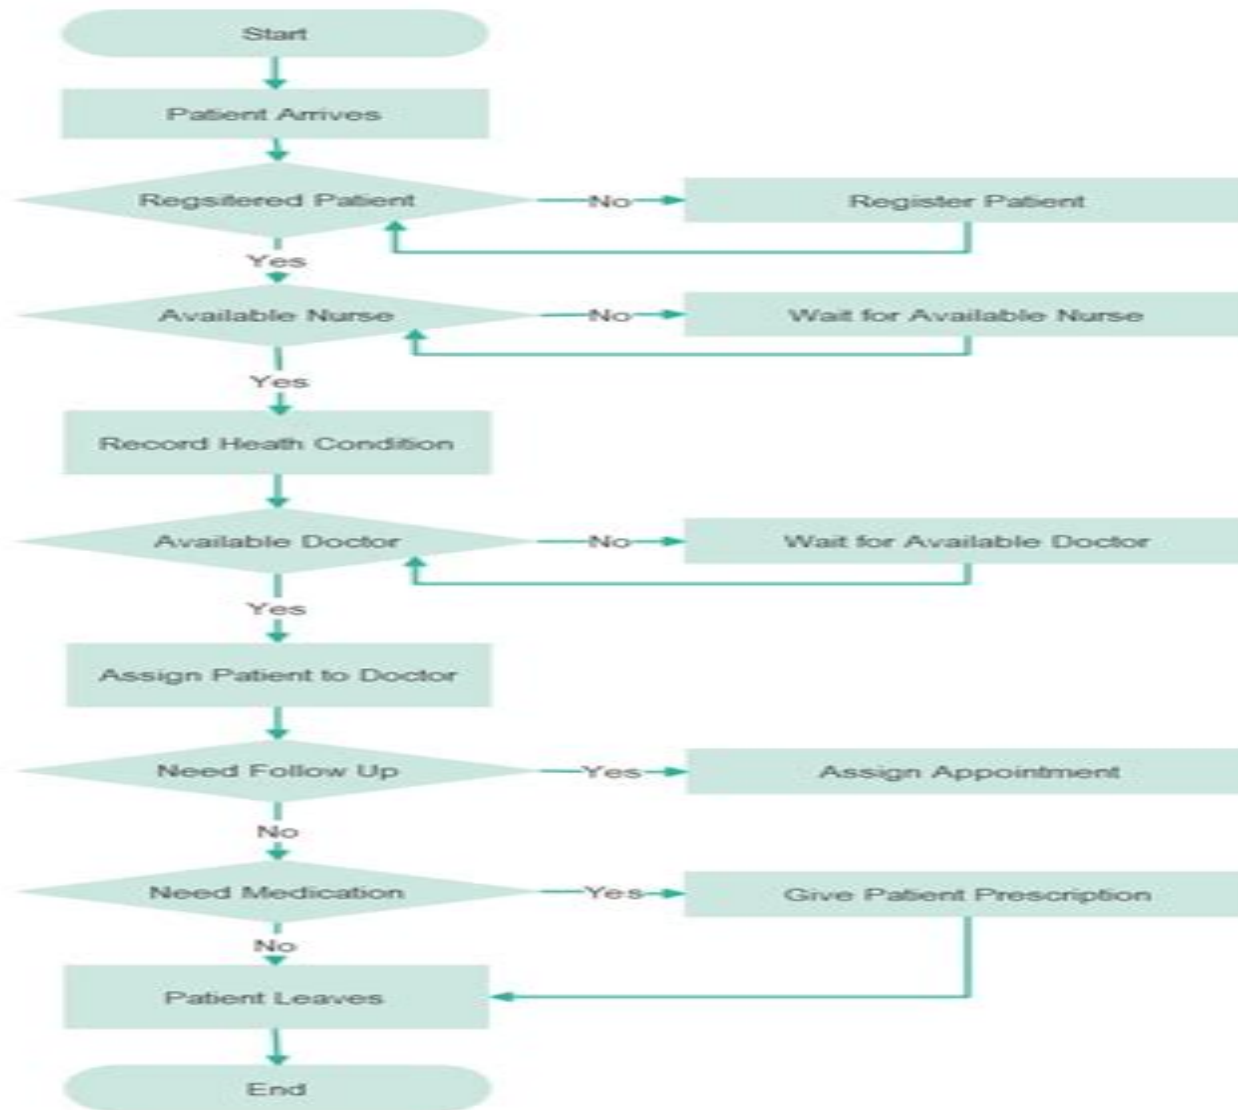 Start
Patient Arrives
Regsitered Patient
No
Register Patient
Yes
Available Nurse
No
Wait for Available Nurse
Yes
Record Heath Condition
Available Doctor
No
Wait for Available Doctor
Yes
Assign Patient to Doctor
Need Follow Up
Yes
Assign Appointment
No
Need Medication
Yes
Give Patient Prescription
No
Patient Leaves
End